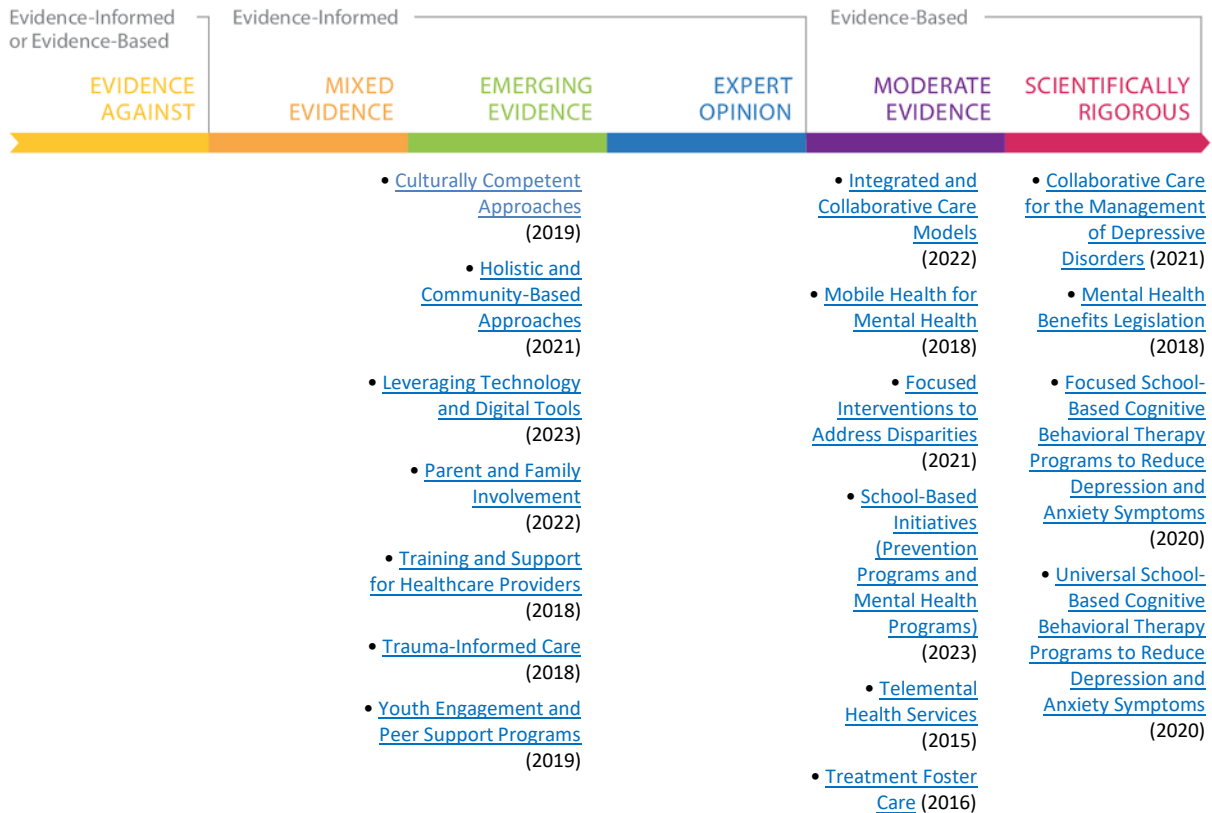 Evidence-Informed
or Evidence-Based
Evidence-Informed
Evidence-Based
EVIDENCE
AGAINST
MIXED
EVIDENCE
EMERGING
EVIDENCE
EXPERT
OPINION
MODERATE
EVIDENCE
SCIENTIFICALLY
RIGOROUS
• Culturally Competent
Approaches
(2019)
• Holistic and
Community-Based
Approaches
(2021)
• Leveraging Technology
and Digital Tools
(2023)
• Parent and Family
Involvement
(2022)
• Training and Support
for Healthcare Providers
(2018)
• Trauma-Informed Care
(2018)
• Youth Engagement and
Peer Support Programs
(2019)
• Integrated and
Collaborative Care
Models
(2022)
• Mobile Health for
Mental Health
(2018)
• Focused
Interventions to
Address Disparities
(2021)
• School-Based
Initiatives
(Prevention
Programs and
Mental Health
Programs)
(2023)
• Telemental
Health Services
(2015)
• Treatment Foster
Care (2016)
• Collaborative Care
for the Management
of Depressive
Disorders (2021)
• Mental Health
Benefits Legislation
(2018)
• Focused School-
Based Cognitive
Behavioral Therapy
Programs to Reduce
Depression and
Anxiety Symptoms
(2020)
• Universal School-
Based Cognitive
Behavioral Therapy
Programs to Reduce
Depression and
Anxiety Symptoms
(2020)